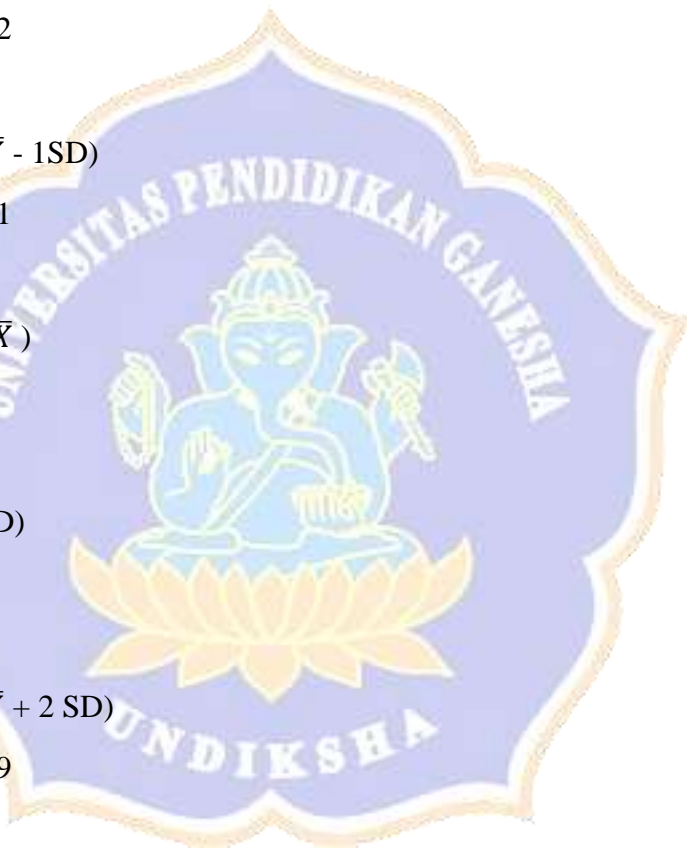 2
X̄ - 1SD)
UNIVERSITAS PENDIDIKAN GANESHA
1
X̄ )
D)
X̄ + 2 SD)
UNDIKSHA
9